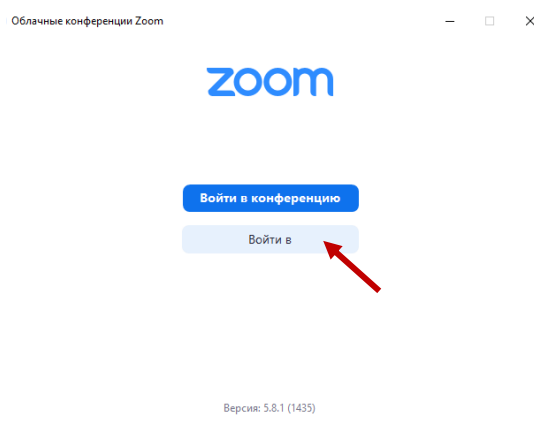 Облачные конференции Zoom
zoom
Войти в конференцию
Войти в
Версия: 5.8.1 (1435)